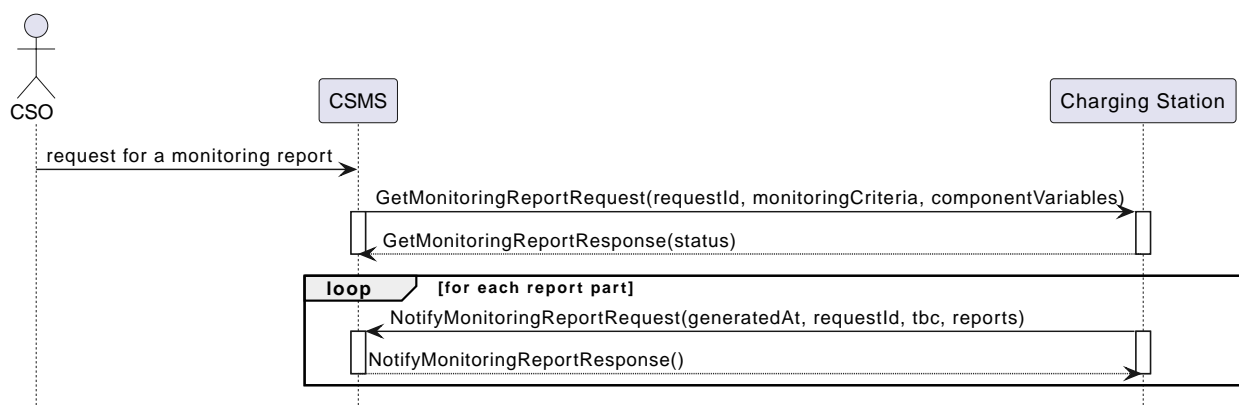 CSO
CSMS
Charging Station
request for a monitoring report
GetMonitoringReportRequest(requestId, monitoringCriteria, componentVariables)
GetMonitoringReportResponse(status)
loop [for each report part]
NotifyMonitoringReportRequest(generatedAt, requestId, tbc, reports)
NotifyMonitoringReportResponse()